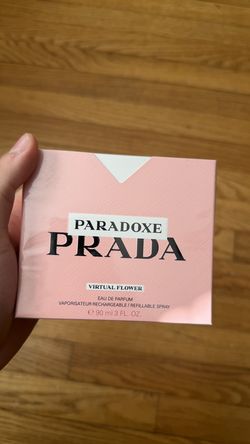 PARADOXE
PRADA
VIRTUAL FLOWER
EAU DE PARFUM
VAPORISATEUR RECHARGEABLE / REFILLABLE SPRAY
℮ 90 ml 3 FL. OZ.